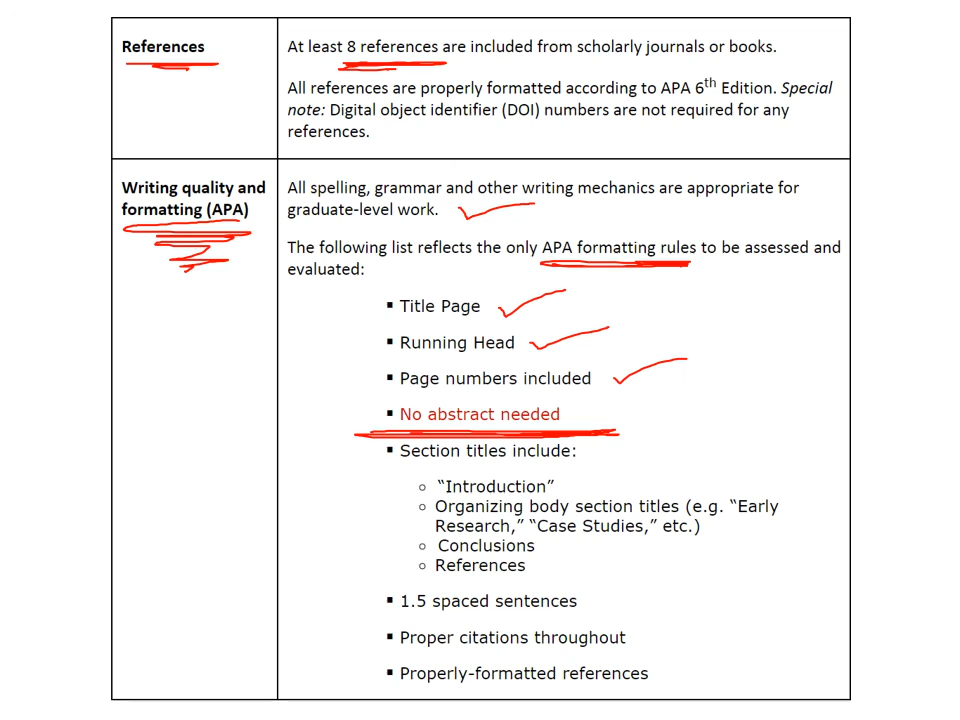 References
At least 8 references are included from scholarly journals or books.
All references are properly formatted according to APA 6th Edition. Special
note: Digital object identifier (DOI) numbers are not required for any
references.
Writing quality and
formatting (APA)
All spelling, grammar and other writing mechanics are appropriate for
graduate-level work.
The following list reflects the only APA formatting rules to be assessed and
evaluated:
▪ Title Page
▪ Running Head
▪ Page numbers included
▪ No abstract needed
▪ Section titles include:
○ “Introduction”
○ Organizing body section titles (e.g. “Early
Research,” “Case Studies,” etc.)
○ Conclusions
○ References
▪ 1.5 spaced sentences
▪ Proper citations throughout
▪ Properly-formatted references